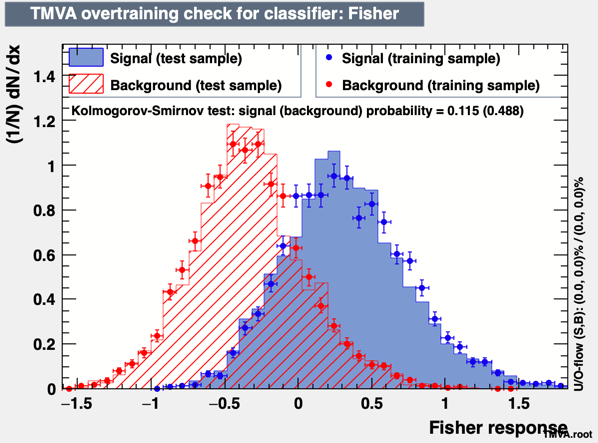 TMVA overtraining check for classifier: Fisher
(1/N) dN / dx
Signal (test sample)
Background (test sample)
Signal (training sample)
Background (training sample)
Kolmogorov-Smirnov test: signal (background) probability = 0.115 (0.488)
1.4
1.2
1
0.8
0.6
0.4
0.2
0
−1.5
−1
−0.5
0
0.5
1
1.5
Fisher response
U/O-flow (S,B): (0.0, 0.0)% / (0.0, 0.0)%
TMVA.root